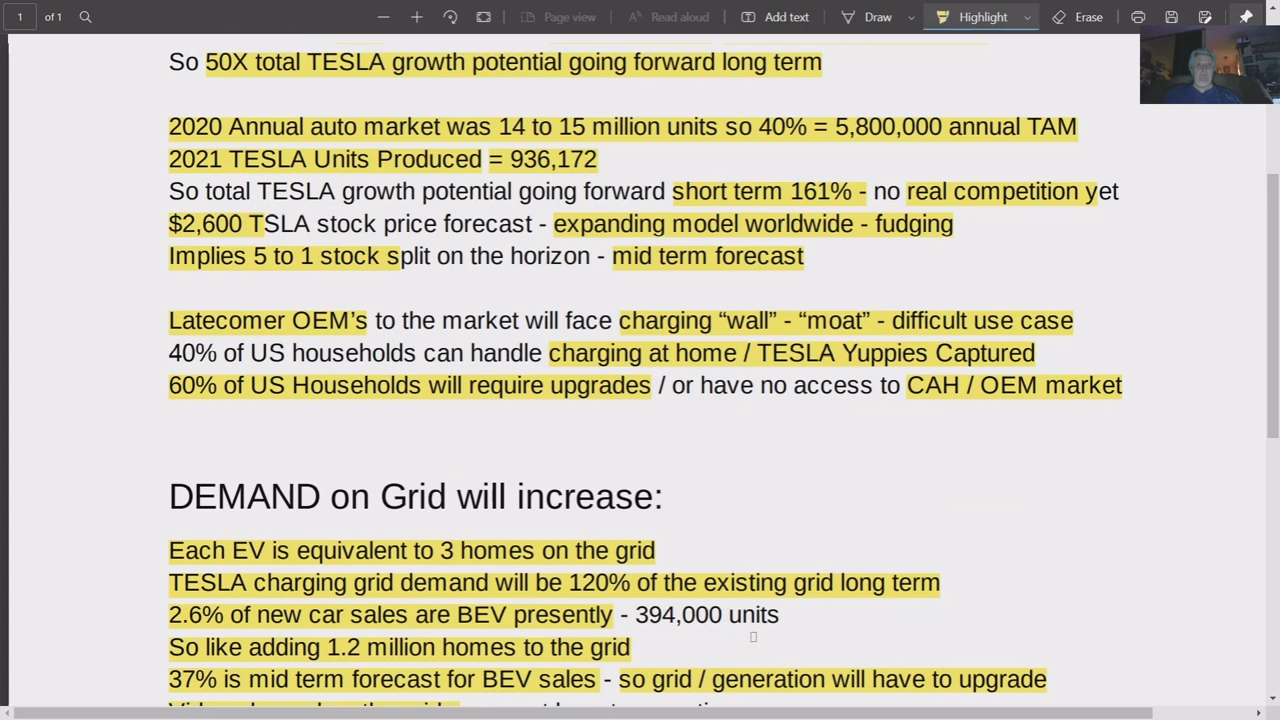 1 of 1
Page view
Read aloud
Add text
Draw
Highlight
Erase
So 50X total TESLA growth potential going forward long term
2020 Annual auto market was 14 to 15 million units so 40% = 5,800,000 annual TAM
2021 TESLA Units Produced = 936,172
So total TESLA growth potential going forward short term 161% - no real competition yet
$2,600 TSLA stock price forecast - expanding model worldwide - fudging
Implies 5 to 1 stock split on the horizon - mid term forecast
Latecomer OEM’s to the market will face charging “wall” - “moat” - difficult use case
40% of US households can handle charging at home / TESLA Yuppies Captured
60% of US Households will require upgrades / or have no access to CAH / OEM market
DEMAND on Grid will increase:
Each EV is equivalent to 3 homes on the grid
TESLA charging grid demand will be 120% of the existing grid long term
2.6% of new car sales are BEV presently - 394,000 units
So like adding 1.2 million homes to the grid
37% is mid term forecast for BEV sales - so grid / generation will have to upgrade